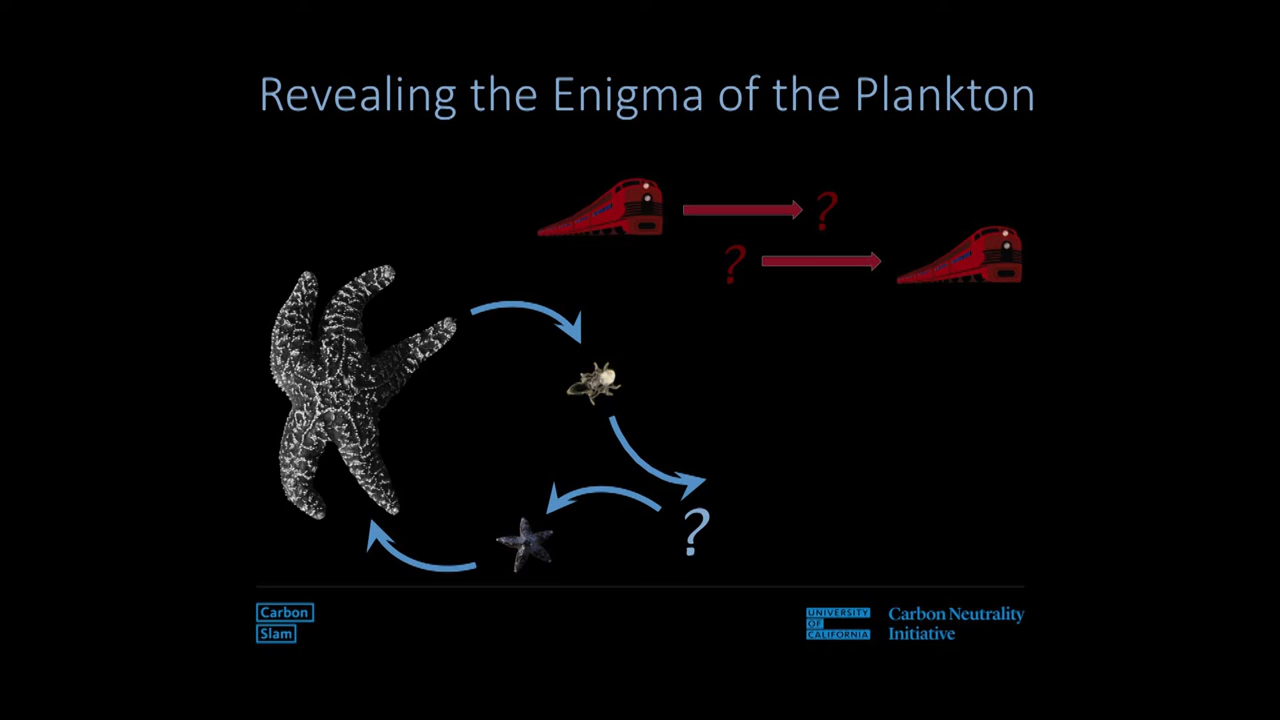 Revealing the Enigma of the Plankton
?
?
?
Carbon
Slam
UNIVERSITY
OF
CALIFORNIA
Carbon Neutrality
Initiative